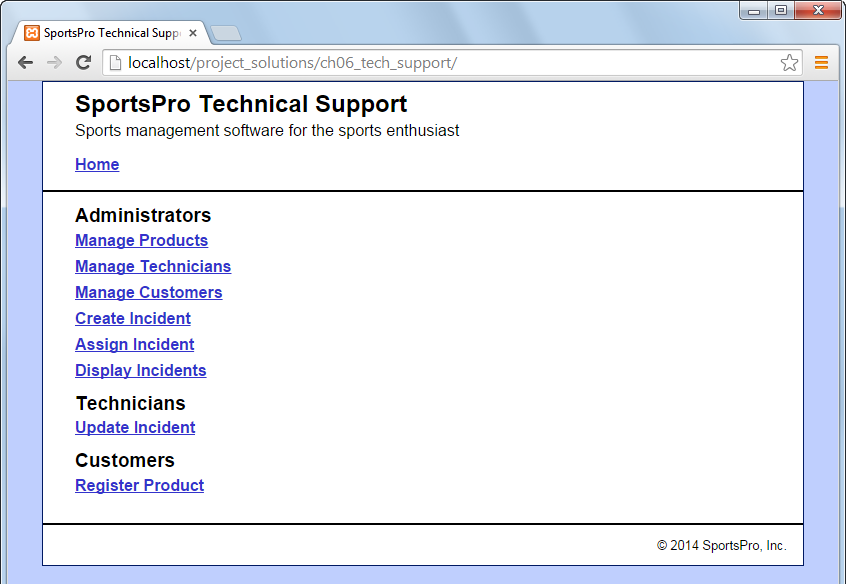 SportsPro Technical Supp
localhost/project_solutions/ch06_tech_support/
SportsPro Technical Support
Sports management software for the sports enthusiast
Home
Administrators
Manage Products
Manage Technicians
Manage Customers
Create Incident
Assign Incident
Display Incidents
Technicians
Update Incident
Customers
Register Product
© 2014 SportsPro, Inc.